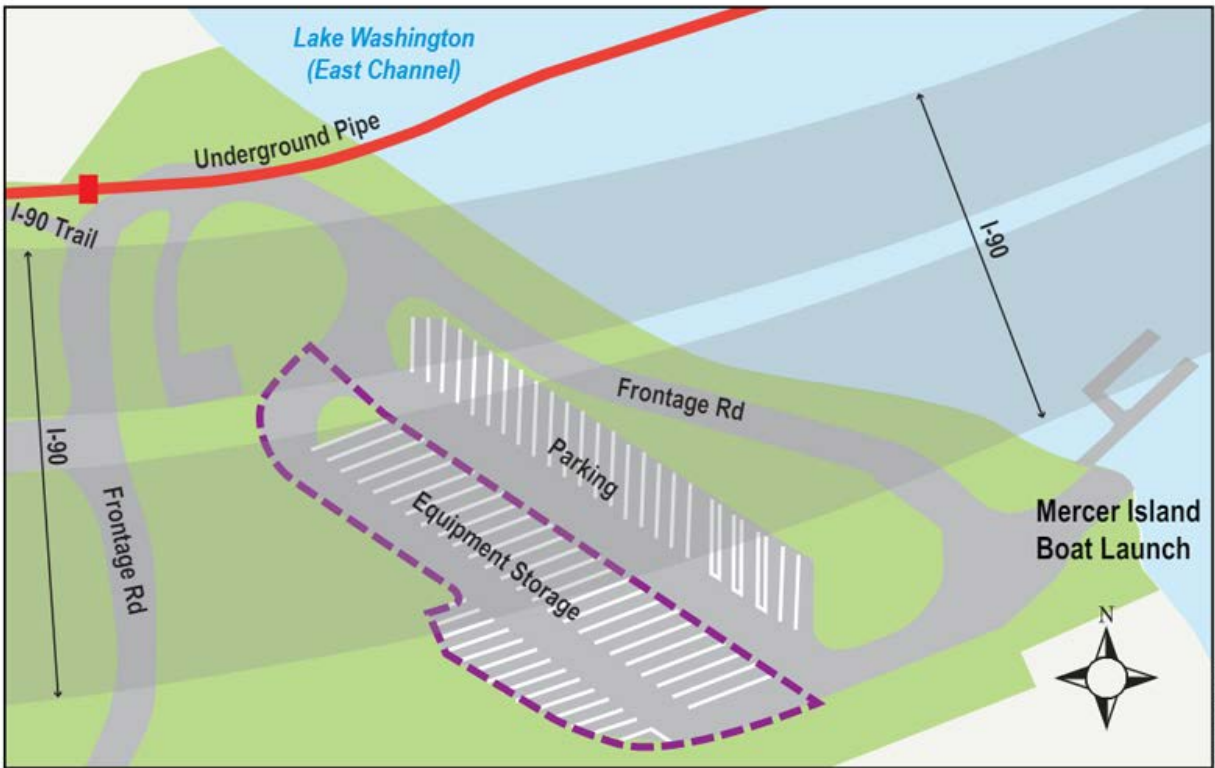 Lake Washington
(East Channel)
Underground Pipe
I-90 Trail
I-90
Frontage Rd
Parking
I-90
Equipment Storage
Frontage Rd
Mercer Island
Boat Launch
N